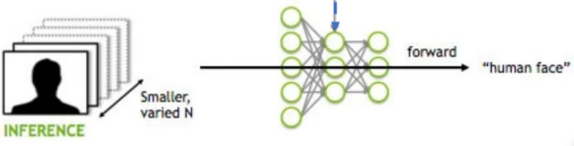 forward
"human face"
Smaller,
varied N
INFERENCE